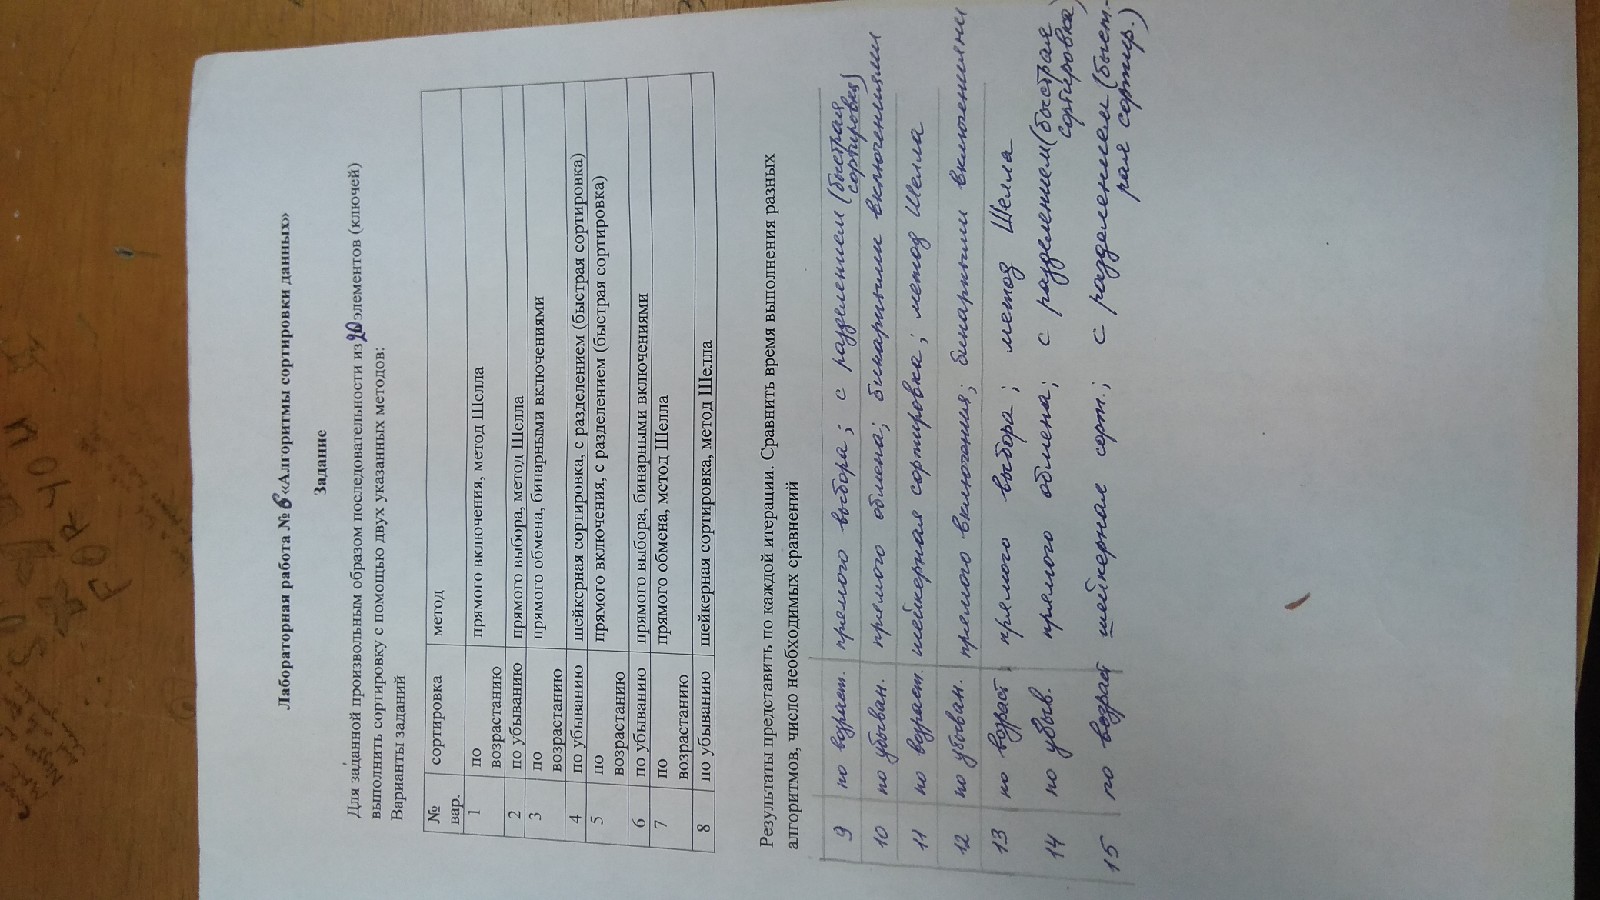 FOR YOU
Лабораторная работа № 6 «Алгоритмы сортировки данных»
Задание
Для заданной произвольным образом последовательности из 20 элементов (ключей)
выполнить сортировку с помощью двух указанных методов:
Варианты заданий
№ вар. сортировка метод
1 по возрастанию прямого включения, метод Шелла
2 по убыванию прямого выбора, метод Шелла
3 по возрастанию прямого обмена, бинарными включениями
4 по убыванию шейкерная сортировка, с разделением (быстрая сортировка)
5 по возрастанию прямого включения, с разделением (быстрая сортировка)
6 по убыванию прямого выбора, бинарными включениями
7 по возрастанию прямого обмена, метод Шелла
8 по убыванию шейкерная сортировка, метод Шелла
Результаты представить по каждой итерации. Сравнить время выполнения разных
алгоритмов, число необходимых сравнений
9 по возраст. прямого выбора; с разделением (быстрая
сортировка)
10 по убыван. прямого обмена; бинарными включениями
11 по возраст. шейкерная сортировка; метод Шелла
12 по убыван. прямого включения; бинарными включениями
13 по возраст. прямого выбора; метод Шелла
14 по убыв. прямого обмена; с разделением (быстрая
сортировка)
15 по возраст шейкерная сорт.; с разделением (быст-
рая сортир.)